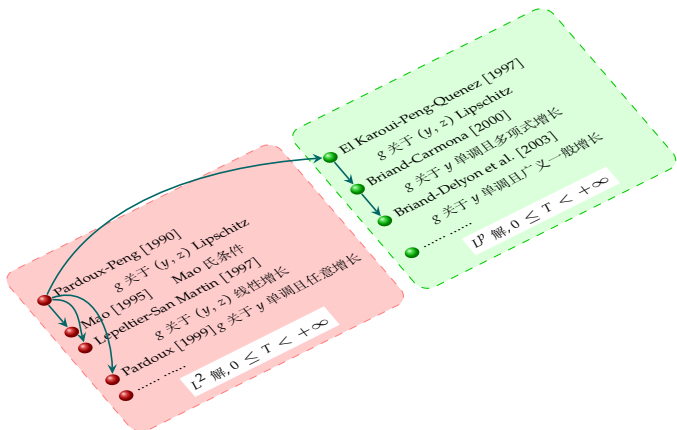 Pardoux-Peng [1990]
g 关于 (y, z) Lipschitz
Mao [1995] Mao 氏条件
Lepeltier-San Martin [1997]
g 关于 (y, z) 线性增长
Pardoux [1999] g 关于 y 单调且任意增长
...... ......
L² 解, 0 ≤ T < +∞
El Karoui-Peng-Quenez [1997]
g 关于 (y, z) Lipschitz
Briand-Carmona [2000]
g 关于 y 单调且多项式增长
Briand-Delyon et al. [2003]
g 关于 y 单调且广义一般增长
...... ......
Lᵖ 解, 0 ≤ T < +∞